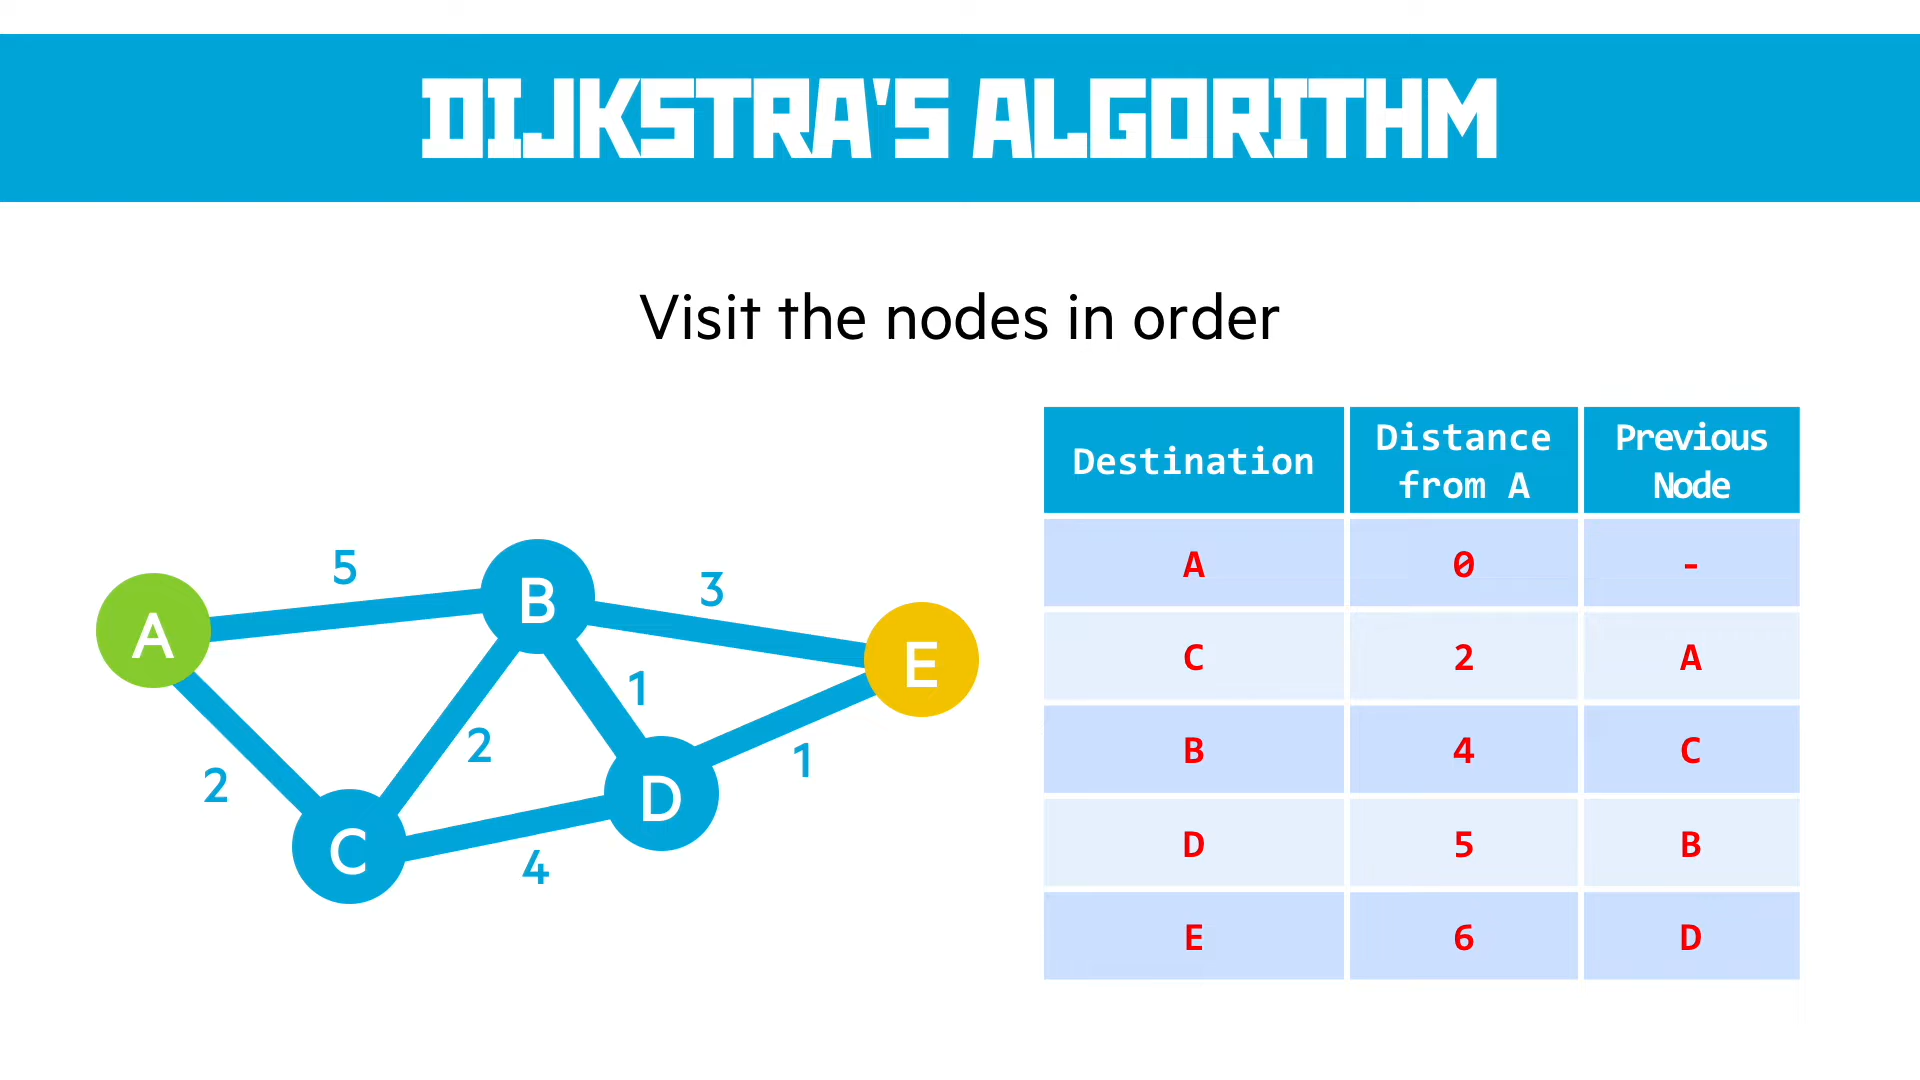 DIJKSTRA'S ALGORITHM
Visit the nodes in order
A
5
B
3
E
1
2
2
1
C
4
D
Destination Distance from A Previous Node
A 0 -
C 2 A
B 4 C
D 5 B
E 6 D